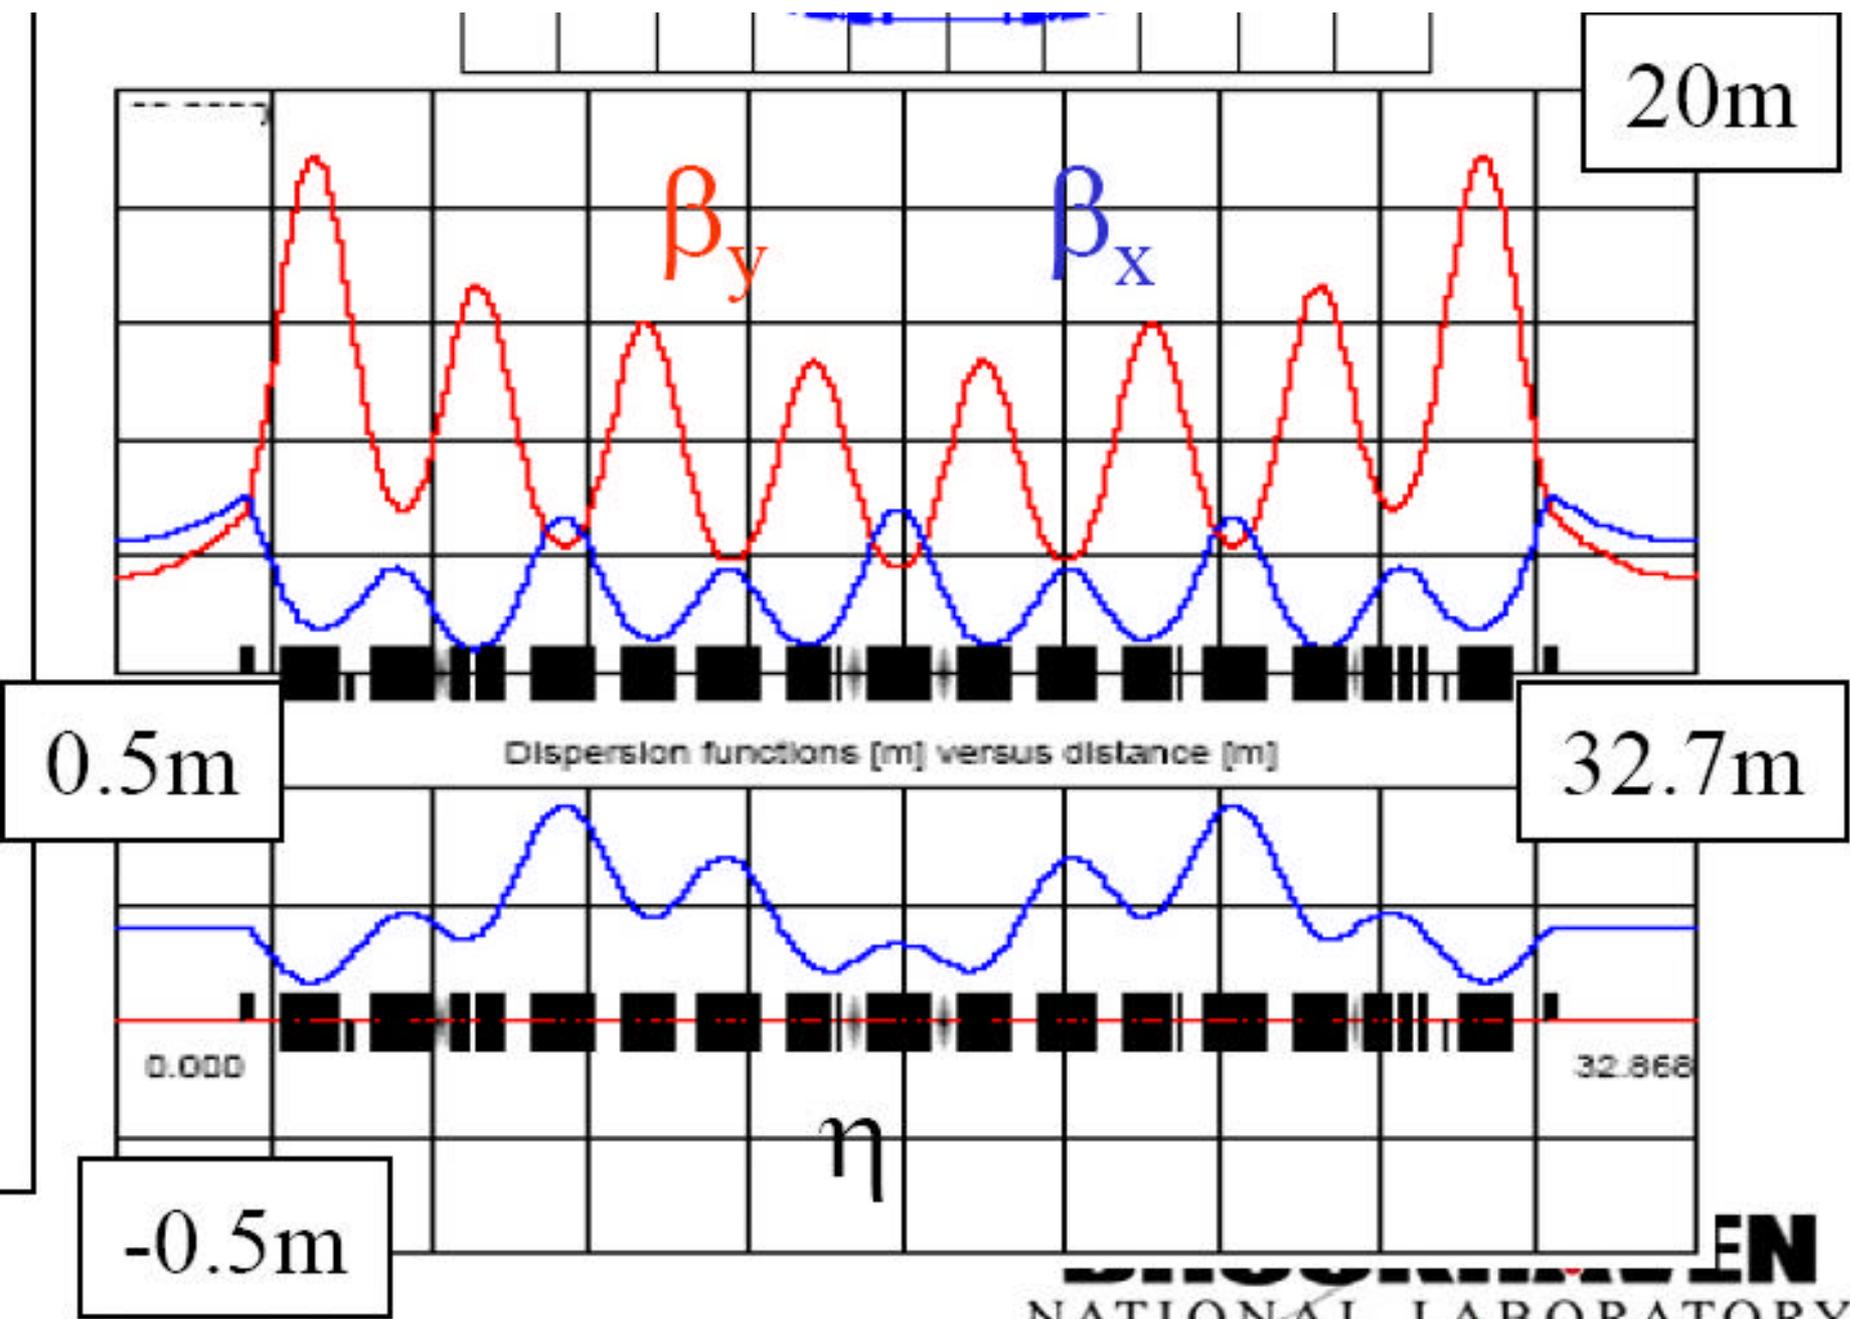 20m
βy
βx
0.5m
Dispersion functions [m] versus distance [m]
32.7m
0.000
32.868
η
-0.5m
NATIONAL LABORATORY